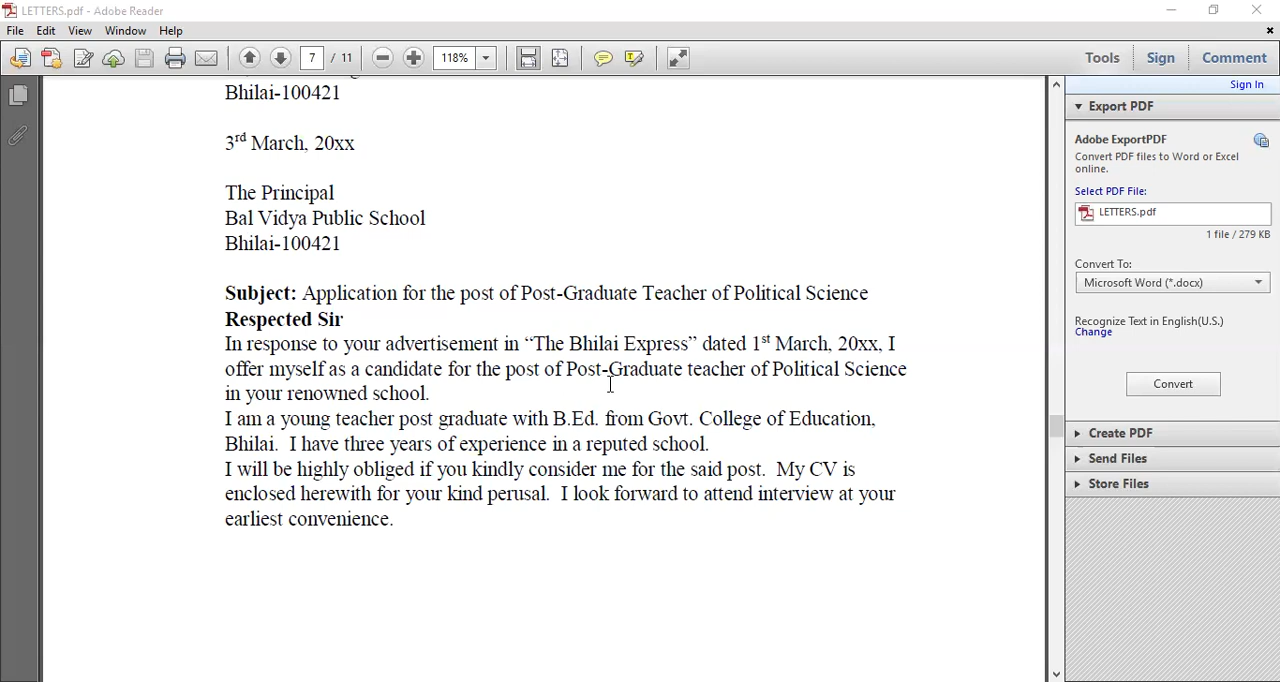 LETTERS.pdf - Adobe Reader
File Edit View Window Help
7 / 11 118% Tools Sign Comment
Sign In
Bhilai-100421
3rd March, 20xx
The Principal
Bal Vidya Public School
Bhilai-100421
Subject: Application for the post of Post-Graduate Teacher of Political Science
Respected Sir
In response to your advertisement in “The Bhilai Express” dated 1st March, 20xx, I
offer myself as a candidate for the post of Post-Graduate teacher of Political Science
in your renowned school.
I am a young teacher post graduate with B.Ed. from Govt. College of Education,
Bhilai. I have three years of experience in a reputed school.
I will be highly obliged if you kindly consider me for the said post. My CV is
enclosed herewith for your kind perusal. I look forward to attend interview at your
earliest convenience.
Export PDF
Adobe ExportPDF
Convert PDF files to Word or Excel
online.
Select PDF File:
LETTERS.pdf
1 file / 279 KB
Convert To:
Microsoft Word (*.docx)
Recognize Text in English(U.S.)
Change
Convert
Create PDF
Send Files
Store Files